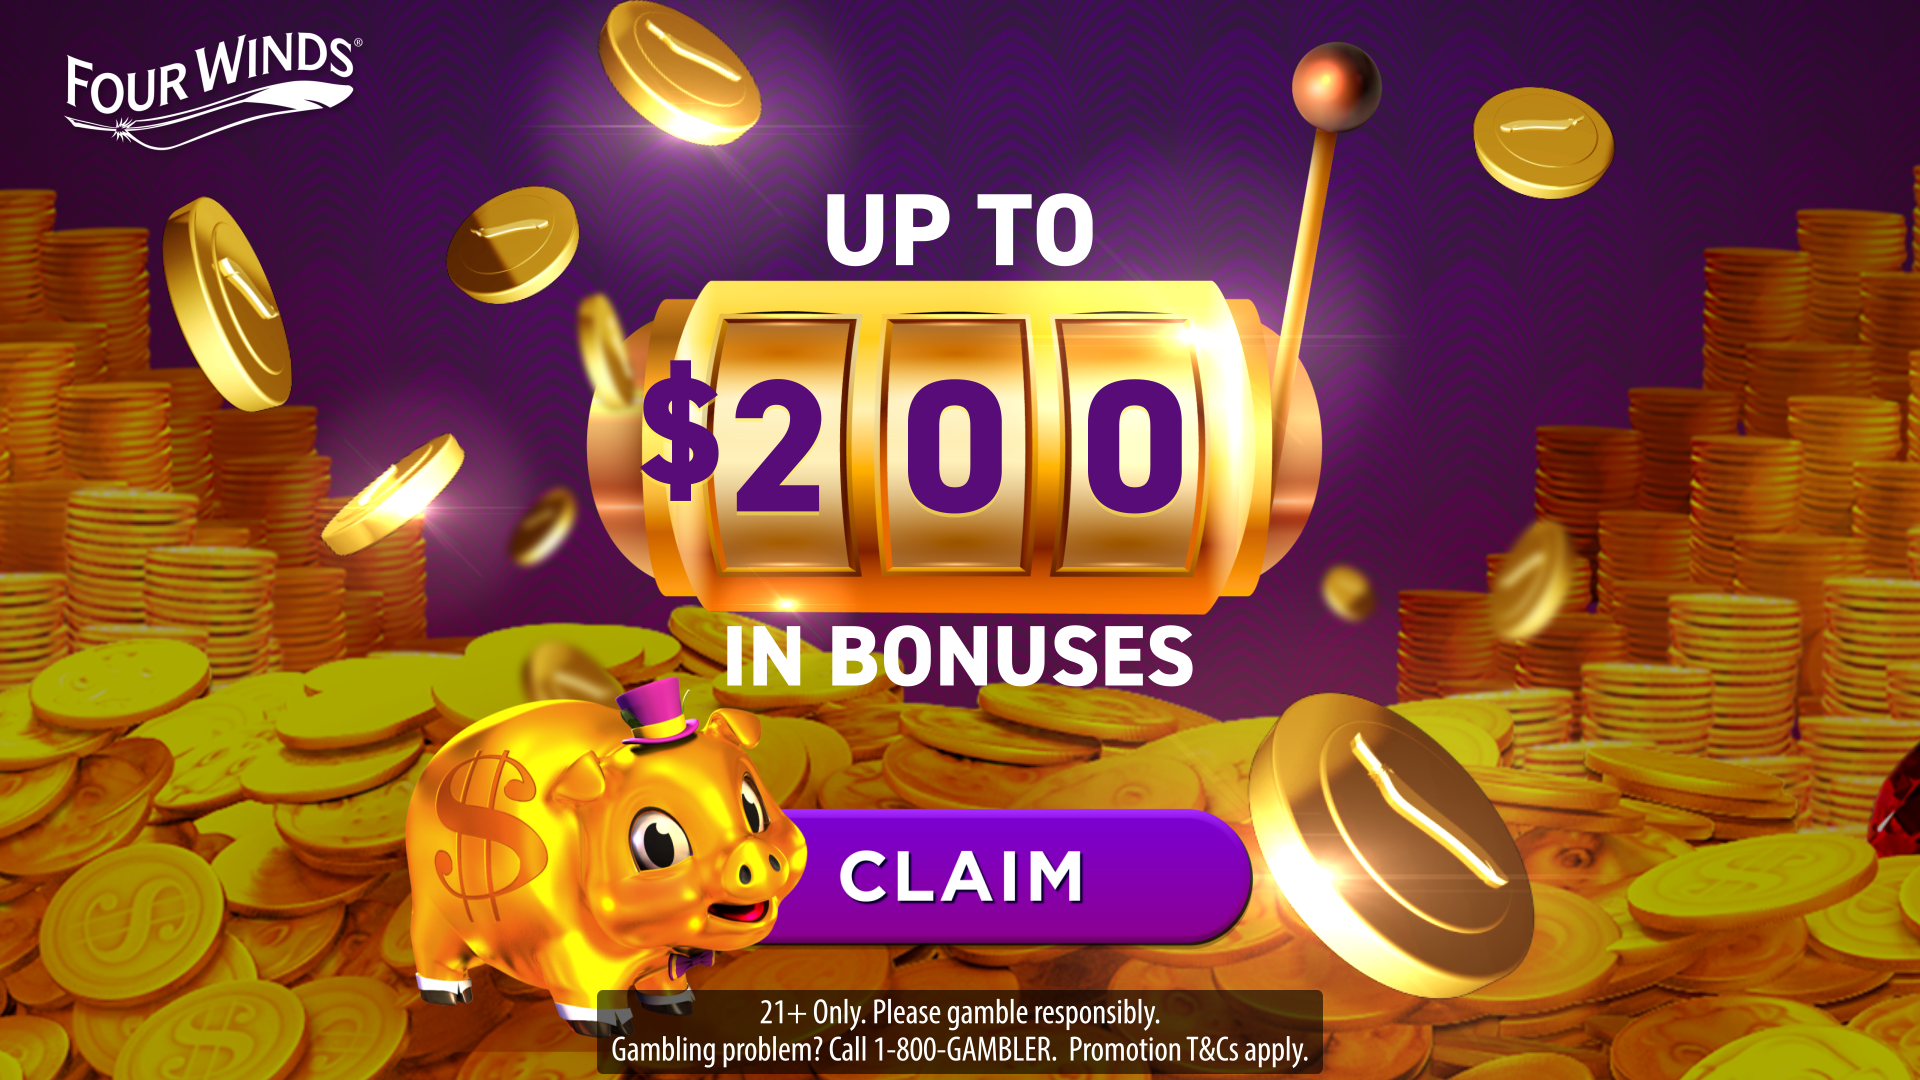 FOUR WINDS®
UP TO
$200
IN BONUSES
$
CLAIM
21+ Only. Please gamble responsibly.
Gambling problem? Call 1-800-GAMBLER. Promotion T&Cs apply.